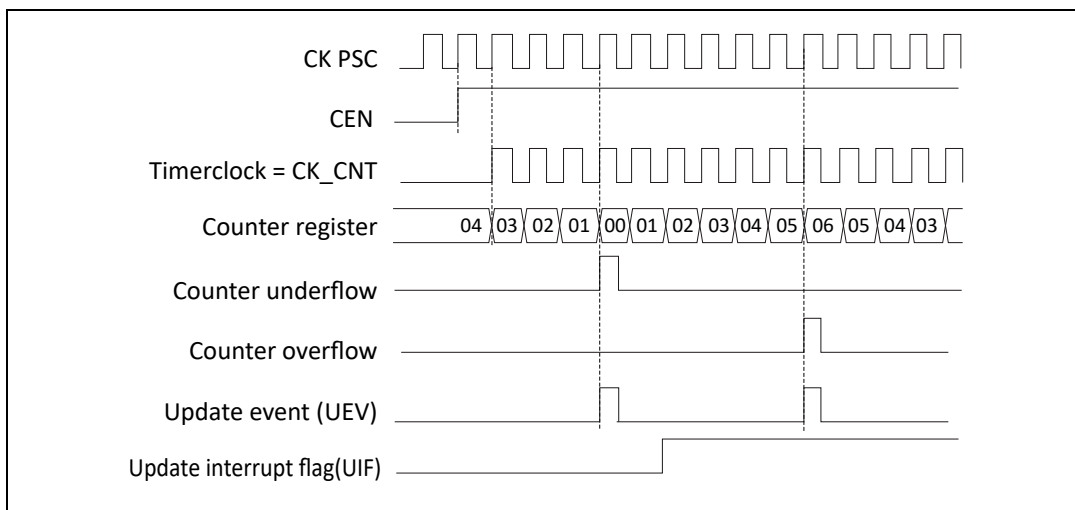 CK PSC
CEN
Timerclock = CK_CNT
Counter register 04 03 02 01 00 01 02 03 04 05 06 05 04 03
Counter underflow
Counter overflow
Update event (UEV)
Update interrupt flag(UIF)